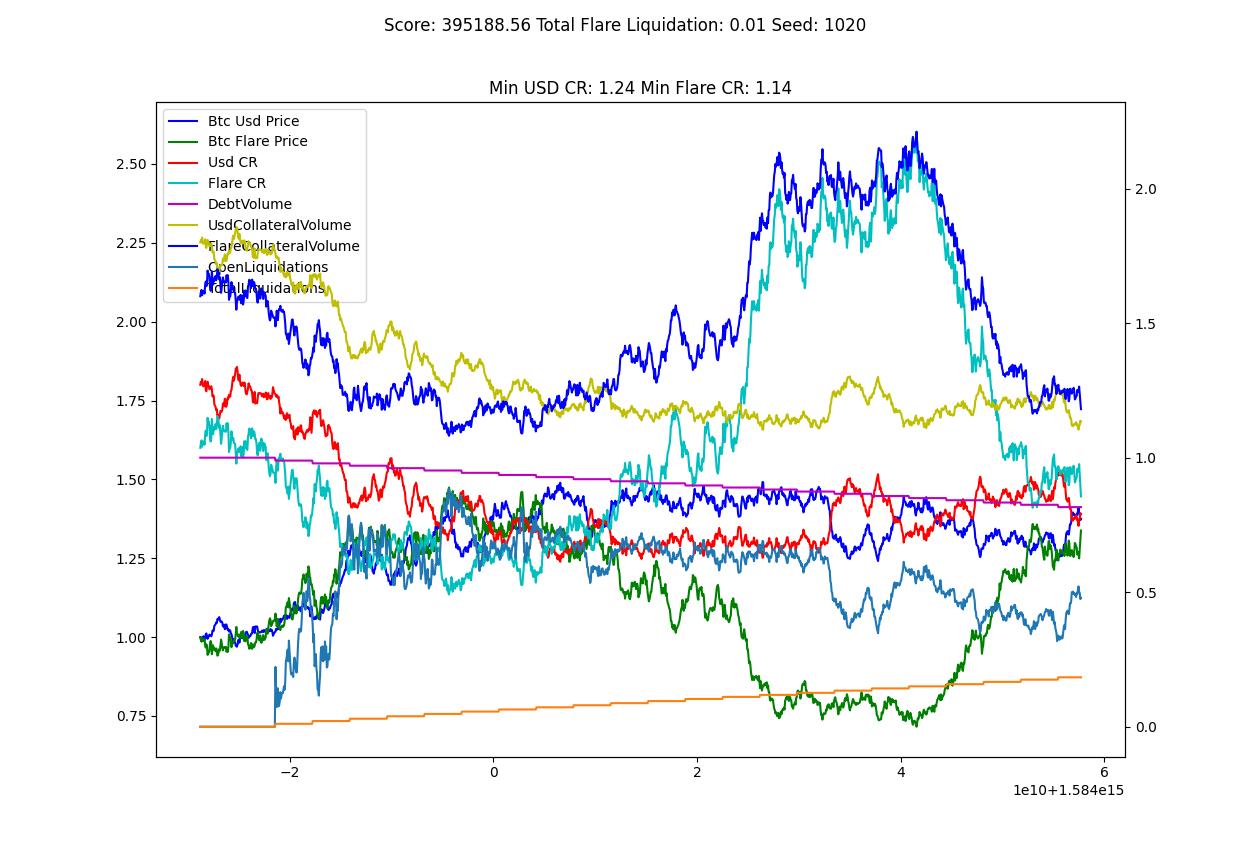 Score: 395188.56 Total Flare Liquidation: 0.01 Seed: 1020
Min USD CR: 1.24 Min Flare CR: 1.14
Btc Usd Price
Btc Flare Price
Usd CR
Flare CR
DebtVolume
UsdCollateralVolume
FlareCollateralVolume
OpenLiquidations
TotalLiquidations
2.50
2.25
2.00
1.75
1.50
1.25
1.00
0.75
2.0
1.5
1.0
0.5
0.0
−2
0
2
4
6
1e10+1.584e15